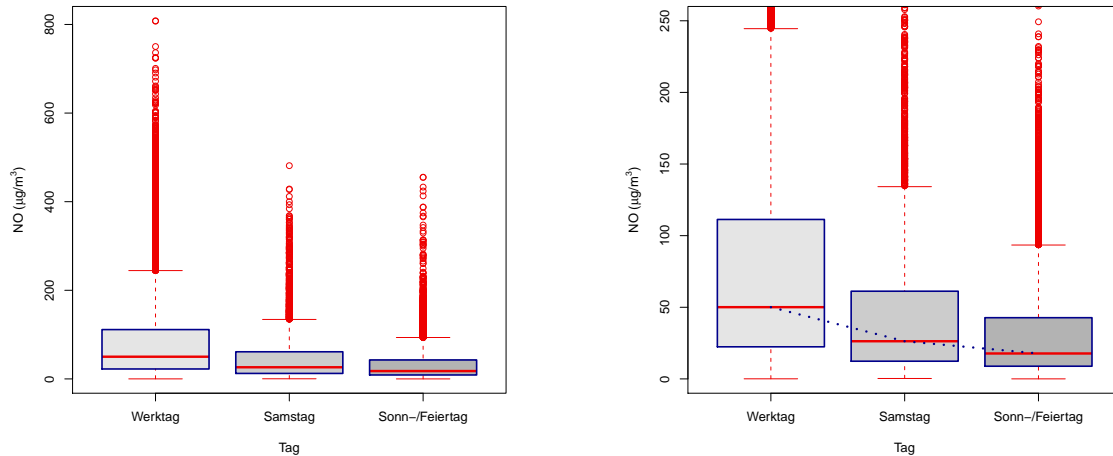 800
600
400
200
0
NO (µg/m³)
Werktag
Samstag
Sonn−/Feiertag
Tag
250
200
150
100
50
0
NO (µg/m³)
Werktag
Samstag
Sonn−/Feiertag
Tag